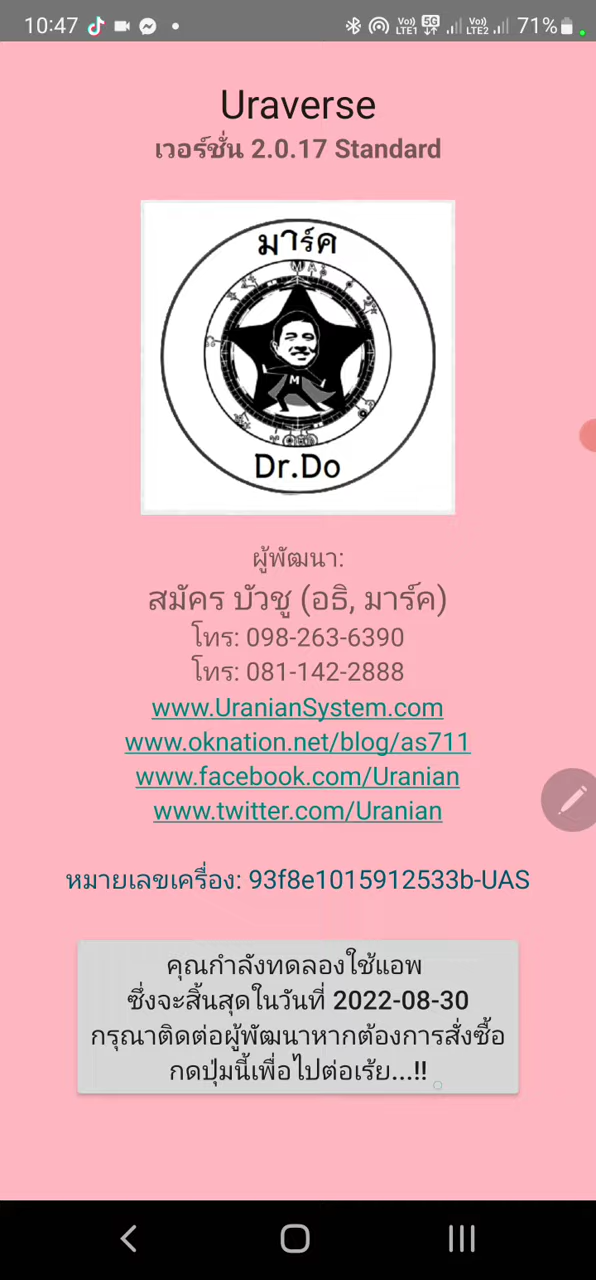 10:47
Vo)) 5G Vo))
LTE1 LTE2 71%
Uraverse
เวอร์ชั่น 2.0.17 Standard
มาร์ค
M
Dr.Do
ผู้พัฒนา:
สมัคร บัวชู (อธิ, มาร์ค)
โทร: 098-263-6390
โทร: 081-142-2888
www.UranianSystem.com
www.oknation.net/blog/as711
www.facebook.com/Uranian
www.twitter.com/Uranian
หมายเลขเครื่อง: 93f8e1015912533b-UAS
คุณกำลังทดลองใช้แอพ
ซึ่งจะสิ้นสุดในวันที่ 2022-08-30
กรุณาติดต่อผู้พัฒนาหากต้องการสั่งซื้อ
กดปุ่มนี้เพื่อไปต่อเร้ย...!!